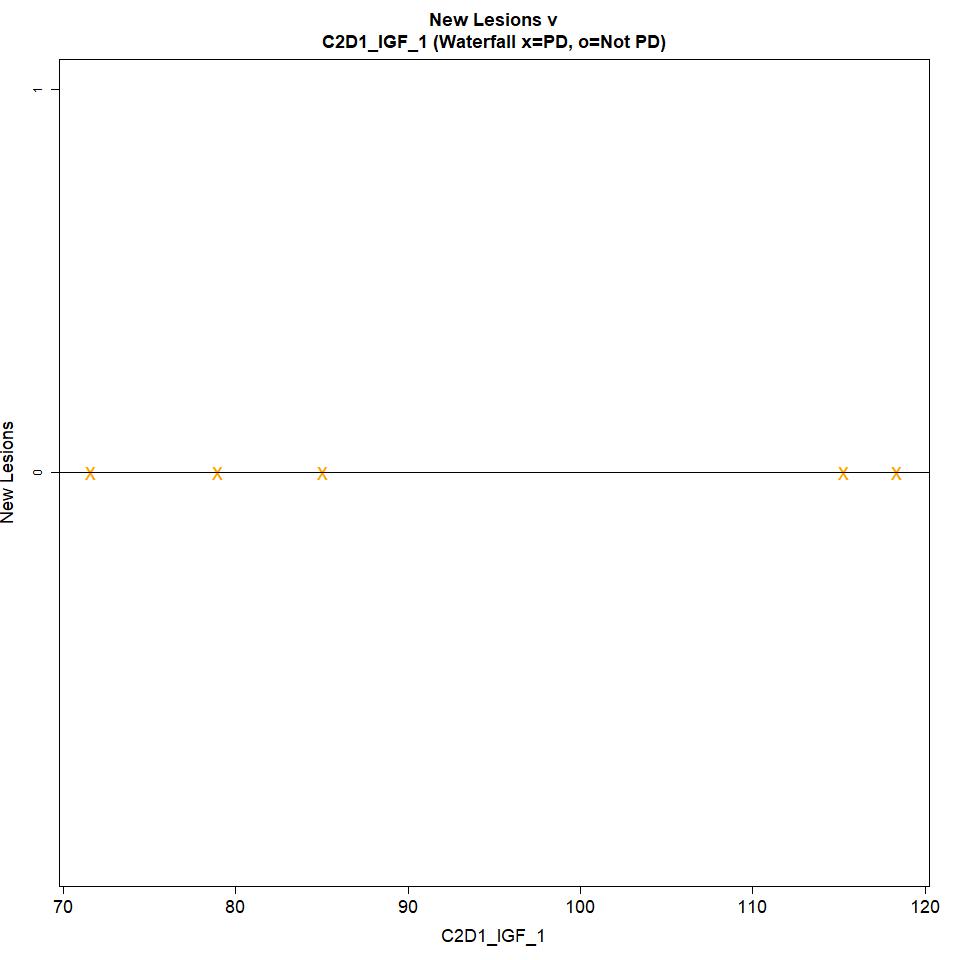 New Lesions v
C2D1_IGF_1 (Waterfall x=PD, o=Not PD)
1
New Lesions
0
X X X X X
70 80 90 100 110 120
C2D1_IGF_1